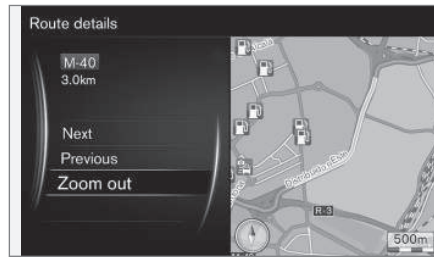 Route details
M-40
3.0km
Next
Previous
Zoom out
R-3
500m